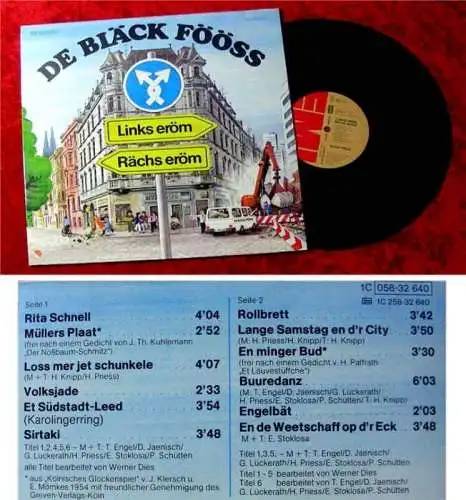 DE BLÄCK FÖÖSS
Links eröm
Rächs eröm
1C 056-32 640
1C 256-32 640
Seite 1
Rita Schnell 4'04
Müllers Plaat* 2'52
(frei nach einem Gedicht von J. Th. Kuhlemann
„Der Noßbaum-Schmitz")
Loss mer jet schunkele 4'07
(M + T: H. Knipp/H. Priess)
Volksjade 2'33
Et Südstadt-Leed 3'54
(Karolingerring)
Sirtaki 3'48
Titel 1,2,4,5,6 – M + T: T. Engel/D. Jaenisch/
G. Lückerath/H. Priess/E. Stoklosa/P. Schütten
alle Titel bearbeitet von Werner Dies
* aus „Kölnisches Glockenspiel" v. J. Klersch u.
E. Mömkes 1954 mit freundlicher Genehmigung des
Greven-Verlags-Köln
Seite 2
Rollbrett 3'42
Lange Samstag en d'r City 3'50
(M: H. Priess/H. Knipp/T: H. Knipp)
En minger Bud* 3'30
(frei nach einem Gedicht v. H. Paffrath
Et Läuvestüffche")
Buuredanz 6'03
(M: T. Engel/D. Jaenisch/G. Lückerath/
H. Priess/E. Stoklosa/P. Schütten/T: H. Knipp)
Engelbät 2'03
En de Weetschaff op d'r Eck 3'48
M + T: E. Stoklosa
Titel 1,3,5, – M+T: T. Engel/D. Jaenisch/
G. Lückerath/H. Priess/E. Stoklosa/P. Schütten
Titel 1 - 5 bearbeitet von Werner Dies
Titel 6 bearbeitet von T. Engel/D. Jaenisch/
G. Lückerath/H. Priess/E. Stoklosa/P. Schütten